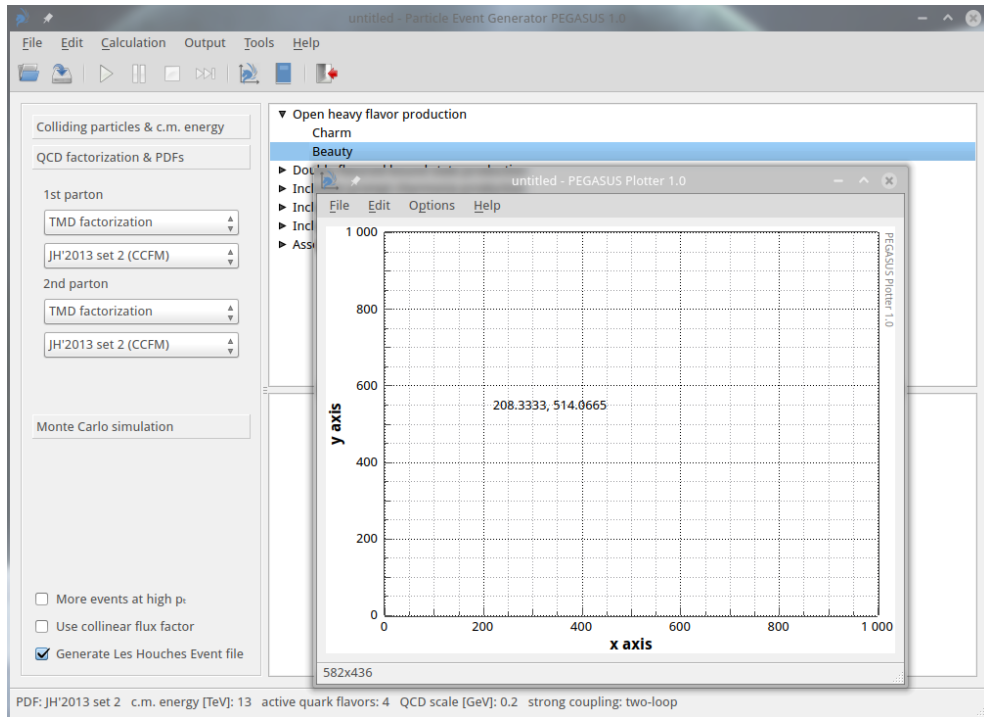 untitled - Particle Event Generator PEGASUS 1.0
File Edit Calculation Output Tools Help
Colliding particles & c.m. energy
QCD factorization & PDFs
1st parton
TMD factorization
JH'2013 set 2 (CCFM)
2nd parton
TMD factorization
JH'2013 set 2 (CCFM)
Monte Carlo simulation
More events at high pₜ
Use collinear flux factor
Generate Les Houches Event file
Open heavy flavor production
Charm
Beauty
untitled - PEGASUS Plotter 1.0
File Edit Options Help
1 000
800
600
400
200
0
y axis
208.3333, 514.0665
PEGASUS Plotter 1.0
0 200 400 600 800 1 000
x axis
582x436
PDF: JH'2013 set 2 c.m. energy [TeV]: 13 active quark flavors: 4 QCD scale [GeV]: 0.2 strong coupling: two-loop